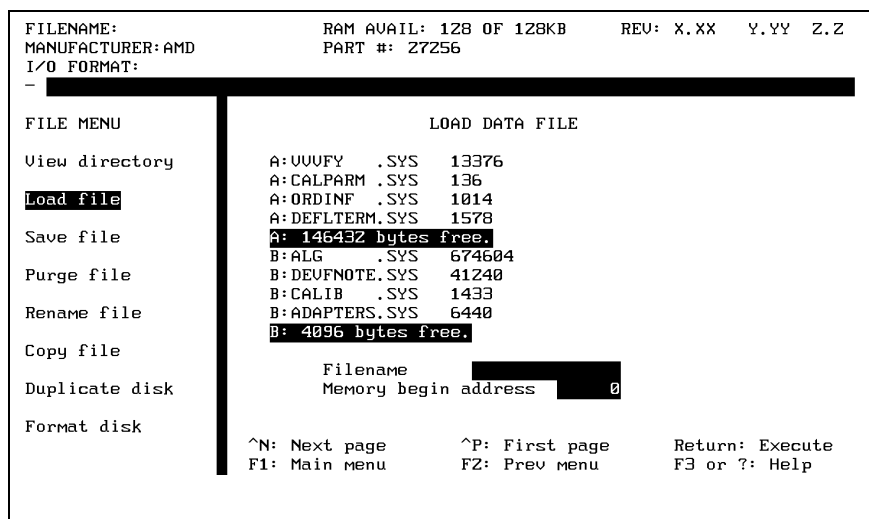 FILENAME: RAM AVAIL: 128 OF 128KB REV: X.XX Y.YY Z.Z
MANUFACTURER:AMD PART #: 27256
I/O FORMAT:
FILE MENU
View directory
Load file
Save file
Purge file
Rename file
Copy file
Duplicate disk
Format disk
LOAD DATA FILE
A:VVVFY .SYS 13376
A:CALPARM .SYS 136
A:ORDINF .SYS 1014
A:DEFLTERM.SYS 1578
A: 146432 bytes free.
B:ALG .SYS 674604
B:DEVFNOTE.SYS 41240
B:CALIB .SYS 1433
B:ADAPTERS.SYS 6440
B: 4096 bytes free.
Filename
Memory begin address 0
^N: Next page ^P: First page Return: Execute
F1: Main menu F2: Prev menu F3 or ?: Help